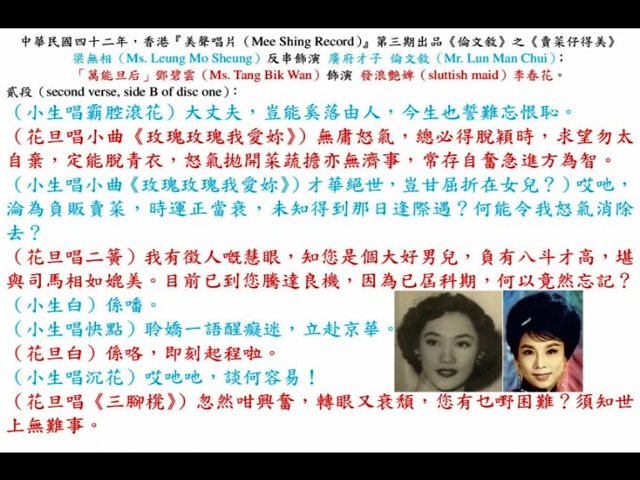 中華民國四十二年，香港『美聲唱片（Mee Shing Record）』第三期出品《倫文敘》之《賣菜仔得美》
梁無相（Ms. Leung Mo Sheung）反串飾演 廣府才子 倫文敘（Mr. Lun Man Chui）；
「萬能旦后」鄧碧雲（Ms. Tang Bik Wan）飾演 發浪艷婢（sluttish maid）李春花。
貳段（second verse, side B of disc one）：
（小生唱霸腔滾花）大丈夫，豈能奚落由人，今生也誓難忘恨恥。
（花旦唱小曲《玫瑰玫瑰我愛妳》）無庸怒氣，總必得脫穎時，求望勿太
自棄，定能脫青衣，怒氣拋開菜蔬擔亦無濟事，常存自奮急進方為智。
（小生唱小曲《玫瑰玫瑰我愛妳》）才華絕世，豈甘屈折在女兒？）哎吔，
淪為負販賣菜，時運正當衰，未知得到那日逢際遇？何能令我怒氣消除
去？
（花旦唱二簧）我有徵人嘅慧眼，知您是個大好男兒，負有八斗才高，堪
與司馬相如媲美。目前已到您騰達良機，因為已屆科期，何以竟然忘記？
（小生白）係噃。
（小生唱快點）聆嬌一語醒癡迷，立赴京華。
（花旦白）係咯，即刻起程啦。
（小生唱沉花）哎吔吔，談何容易！
（花旦唱《三腳櫈》）忽然咁興奮，轉眼又衰頹，您有乜嘢困難？須知世
上無難事。